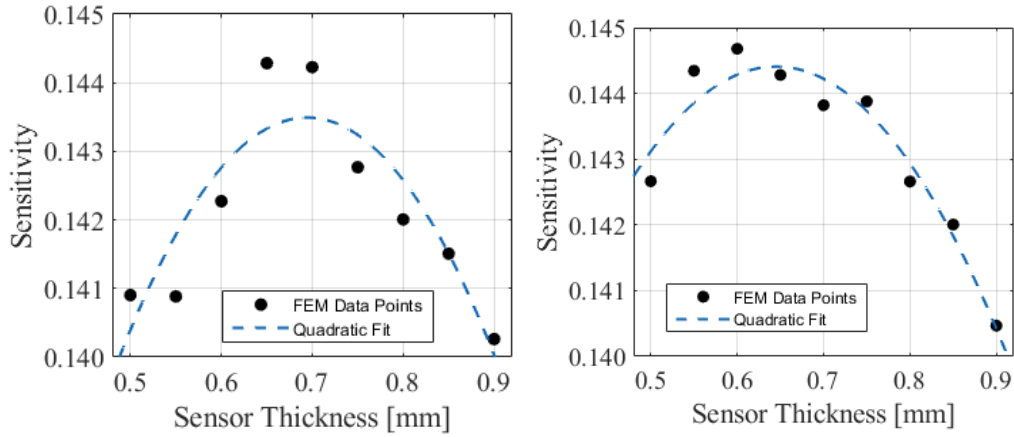 0.145
0.144
0.143
0.142
0.141
0.140
Sensitivity
FEM Data Points
Quadratic Fit
0.5 0.6 0.7 0.8 0.9
Sensor Thickness [mm]
0.145
0.144
0.143
0.142
0.141
0.140
Sensitivity
FEM Data Points
Quadratic Fit
0.5 0.6 0.7 0.8 0.9
Sensor Thickness [mm]